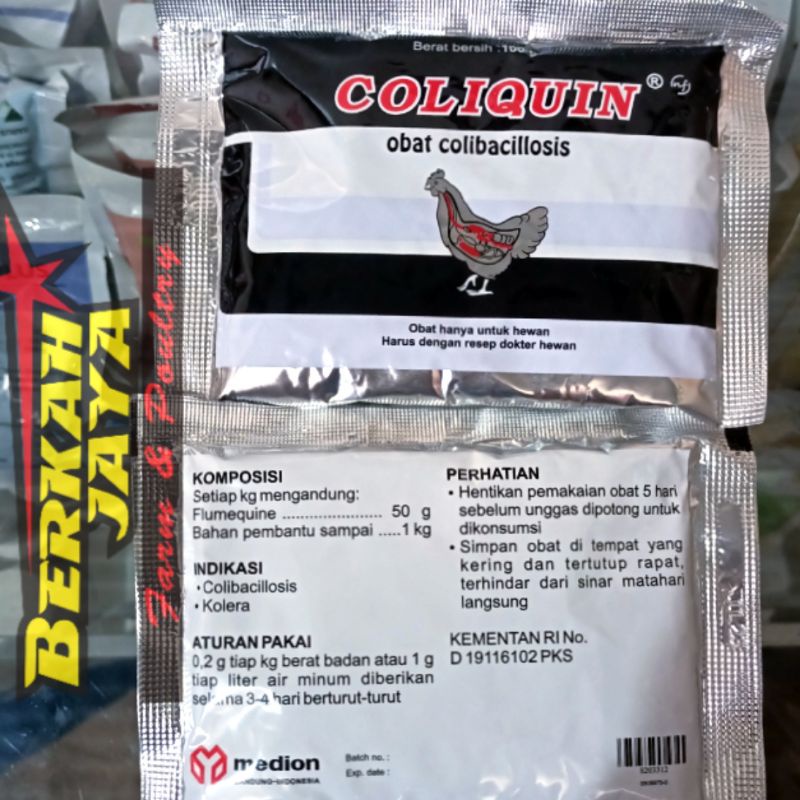 Berat bersih :100
COLIQUIN ®
obat colibacillosis
Obat hanya untuk hewan
Harus dengan resep dokter hewan
BERKAH
JAYA
Farm & Poultry
KOMPOSISI
Setiap kg mengandung:
Flumequine ...................... 50 g
Bahan pembantu sampai .....1 kg
INDIKASI
• Colibacillosis
• Kolera
ATURAN PAKAI
0,2 g tiap kg berat badan atau 1 g
tiap liter air minum diberikan
selama 3-4 hari berturut-turut
PERHATIAN
• Hentikan pemakaian obat 5 hari
sebelum unggas dipotong untuk
dikonsumsi
• Simpan obat di tempat yang
kering dan tertutup rapat,
terhindar dari sinar matahari
langsung
KEMENTAN RI No.
D 19116102 PKS
medion
BANDUNG-INDONESIA
Batch no. :
Exp. date :